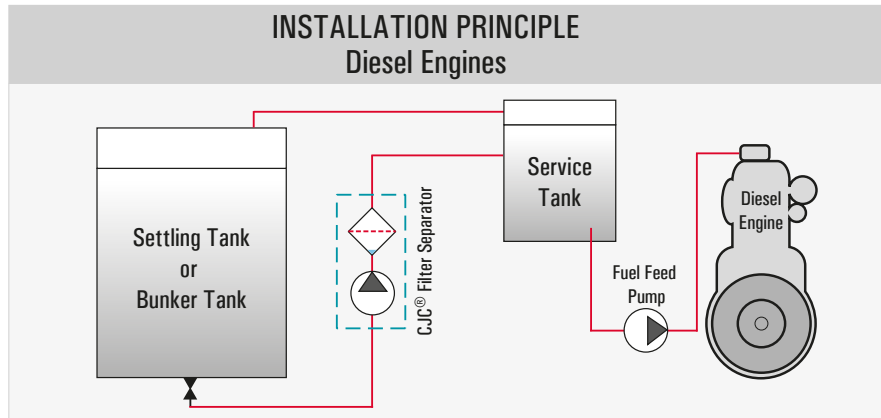 INSTALLATION PRINCIPLE
Diesel Engines
Settling Tank
or
Bunker Tank
CJC® Filter Separator
Service
Tank
Fuel Feed
Pump
Diesel
Engine